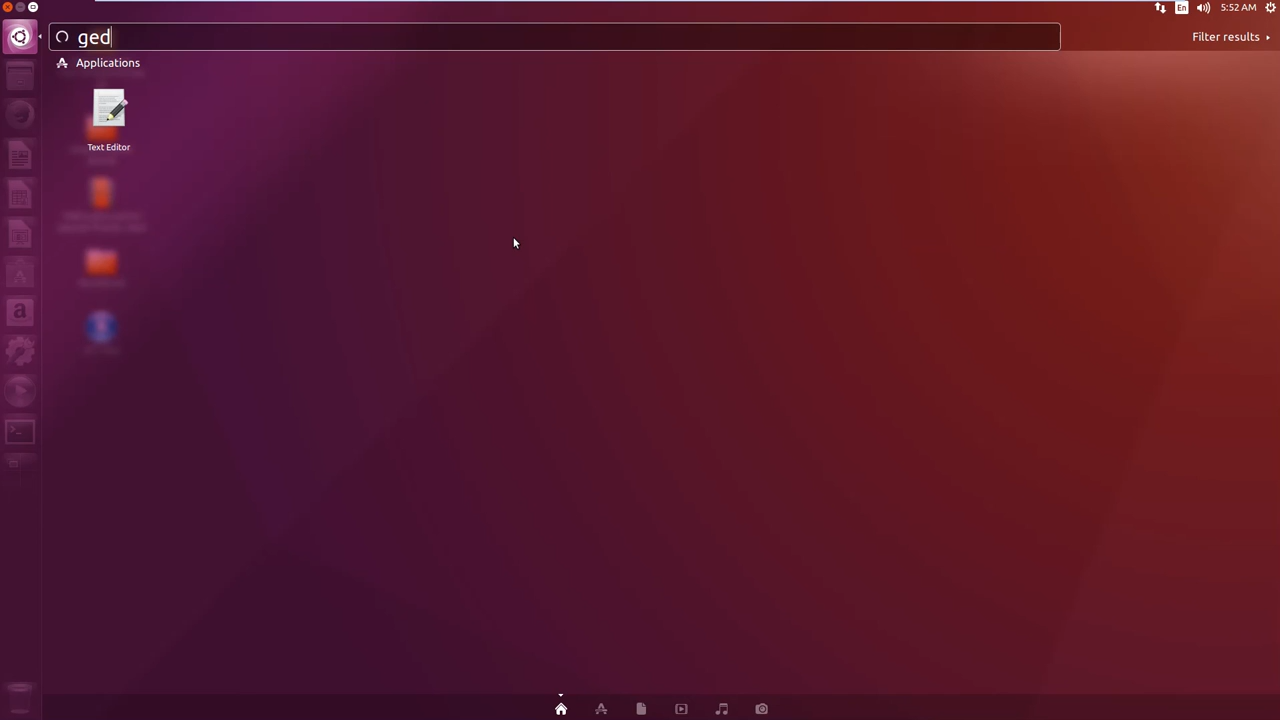 En
5:52 AM
ged
Filter results
Applications
Text Editor
a